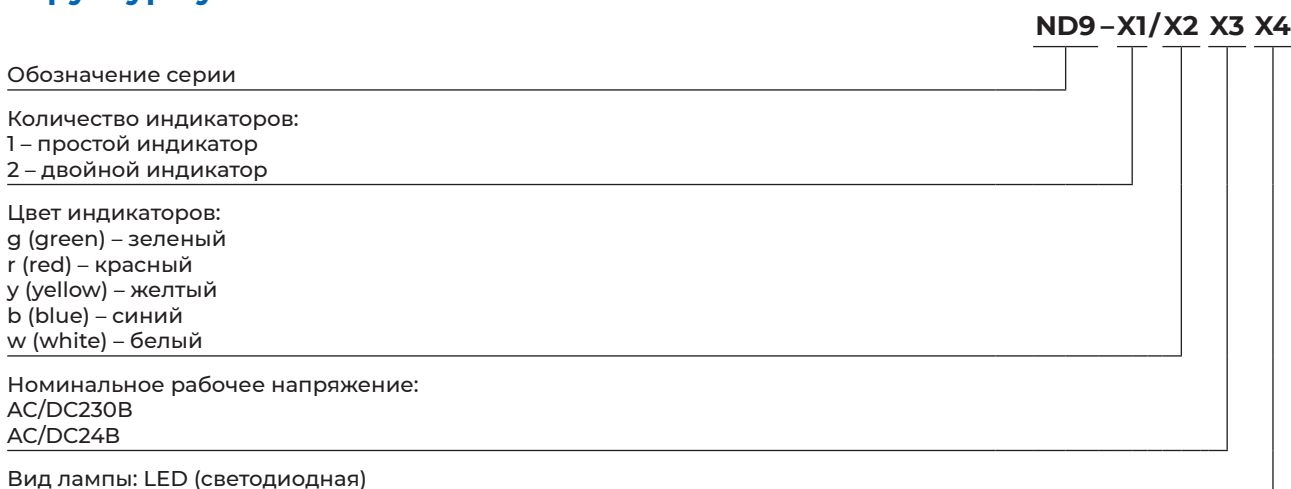 ND9–X1/X2 X3 X4
Обозначение серии
Количество индикаторов:
1 – простой индикатор
2 – двойной индикатор
Цвет индикаторов:
g (green) – зеленый
r (red) – красный
y (yellow) – желтый
b (blue) – синий
w (white) – белый
Номинальное рабочее напряжение:
AC/DC230В
AC/DC24В
Вид лампы: LED (светодиодная)